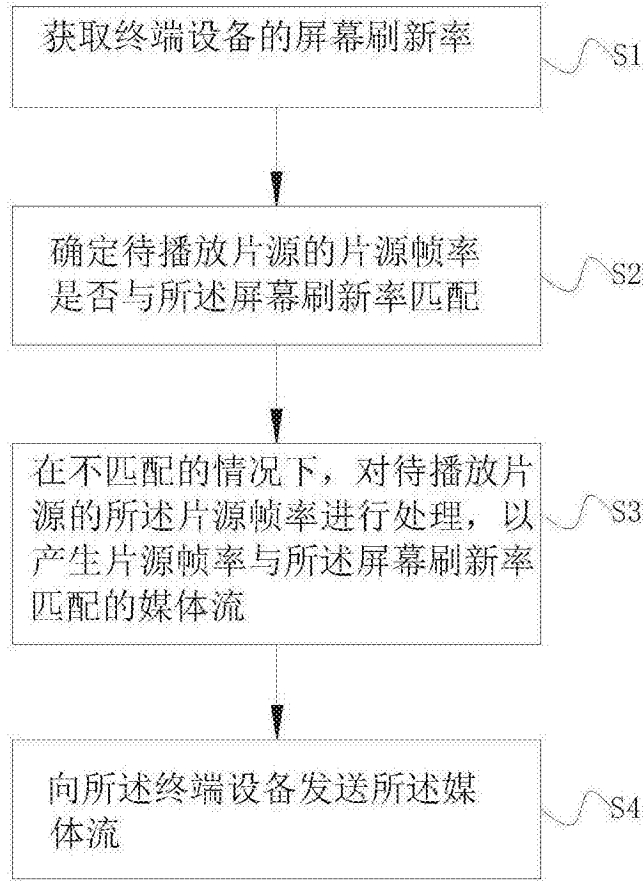 获取终端设备的屏幕刷新率
S1
确定待播放片源的片源帧率
是否与所述屏幕刷新率匹配
S2
在不匹配的情况下，对待播放片
源的所述片源帧率进行处理，以
产生片源帧率与所述屏幕刷新率
匹配的媒体流
S3
向所述终端设备发送所述媒
体流
S4